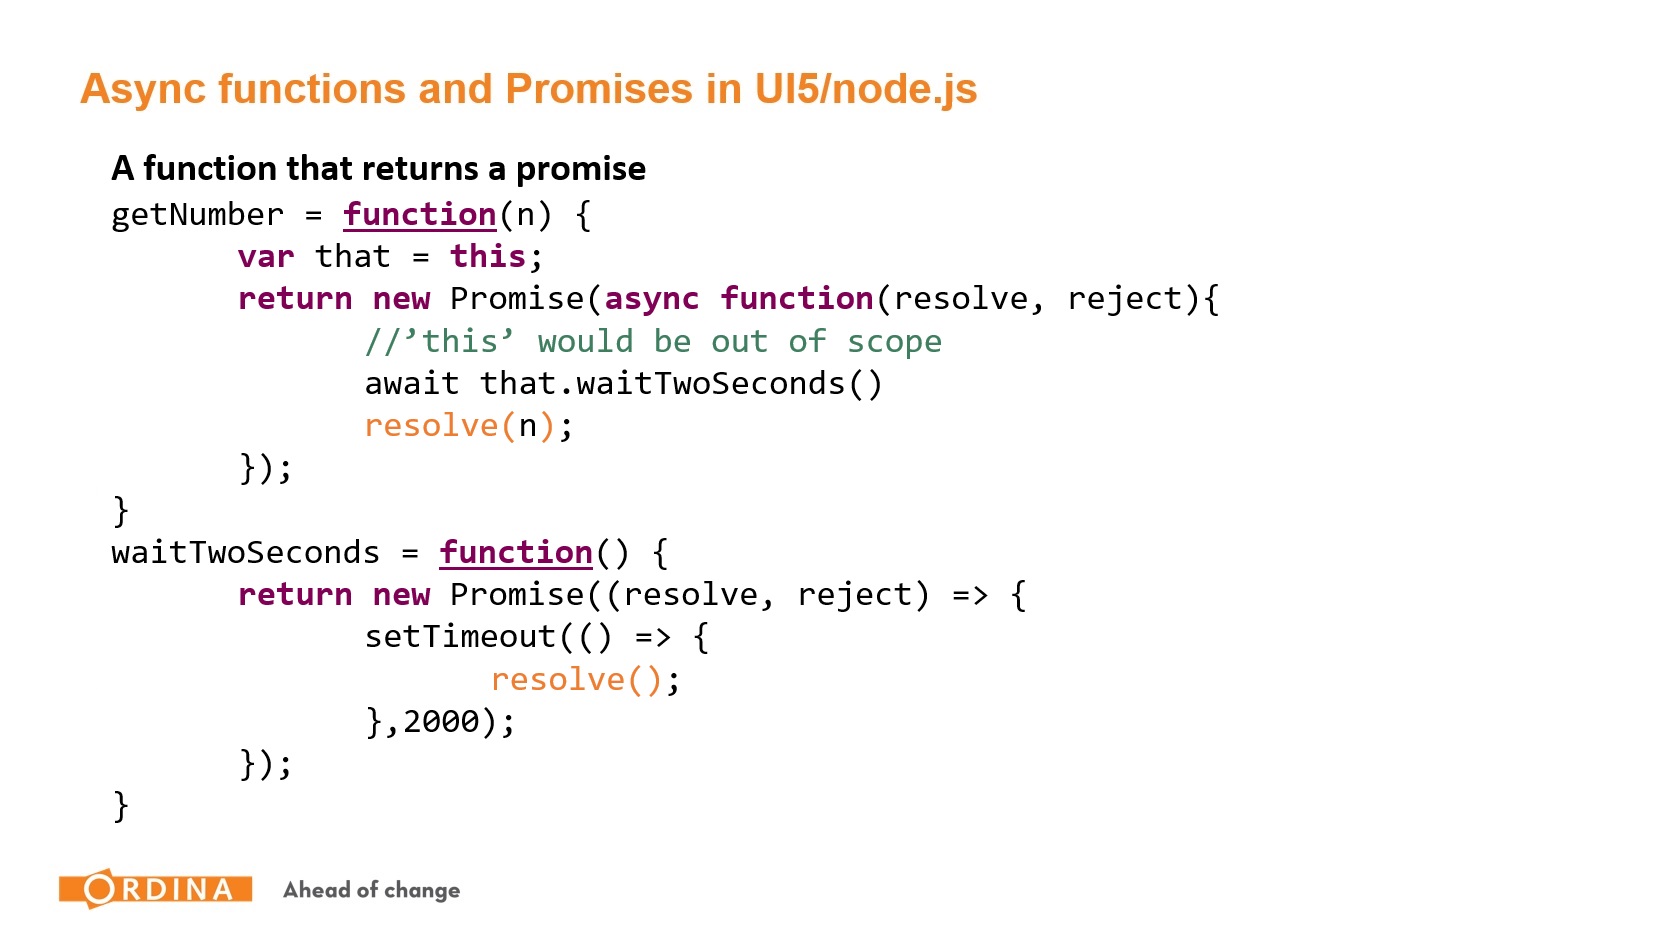 Async functions and Promises in UI5/node.js
A function that returns a promise
getNumber = function(n) {
var that = this;
return new Promise(async function(resolve, reject){
//’this’ would be out of scope
await that.waitTwoSeconds()
resolve(n);
});
}
waitTwoSeconds = function() {
return new Promise((resolve, reject) => {
setTimeout(() => {
resolve();
},2000);
});
}
ORDINA Ahead of change